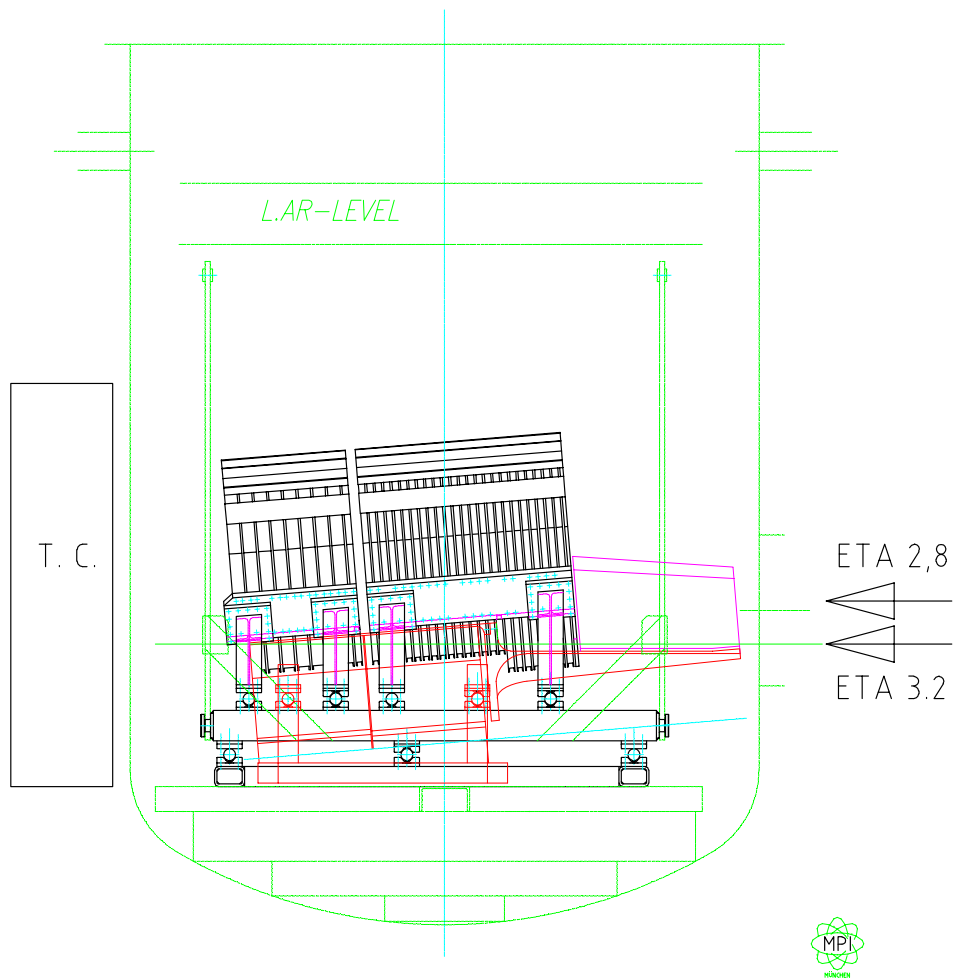 L.AR-LEVEL
T. C.
ETA 2,8
ETA 3.2
MPI
MÜNCHEN